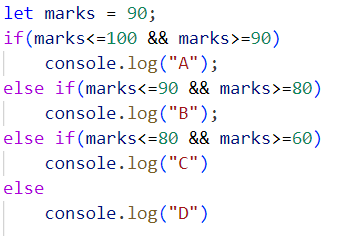 let marks = 90;
if(marks<=100 && marks>=90)
    console.log("A");
else if(marks<=90 && marks>=80)
    console.log("B");
else if(marks<=80 && marks>=60)
    console.log("C")
else
    console.log("D")